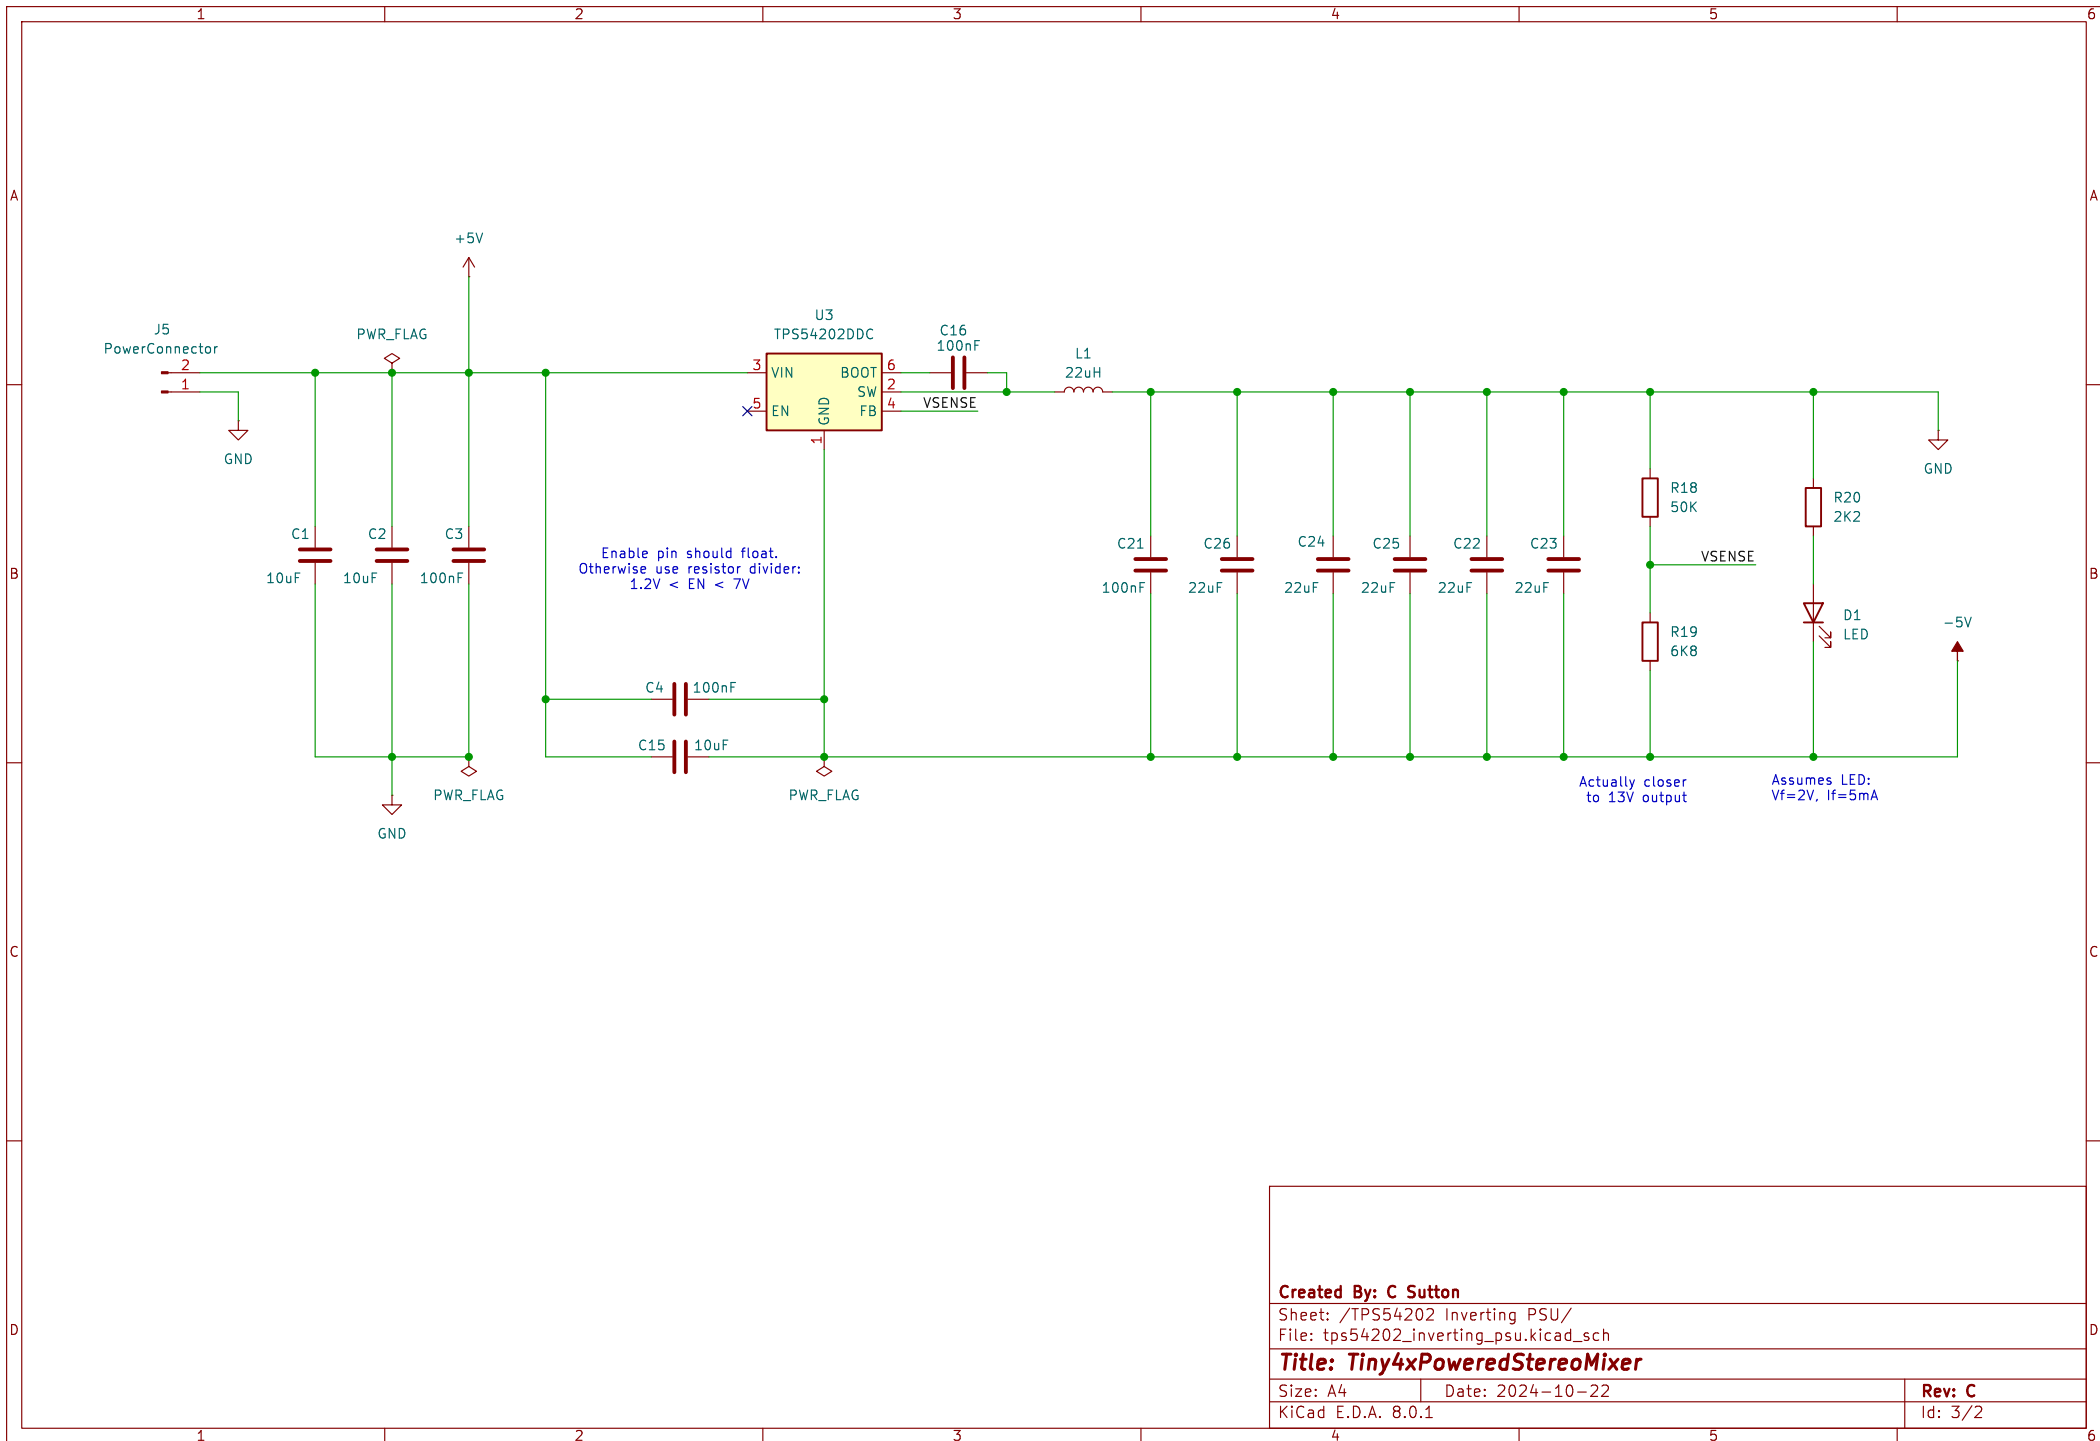 1 2 3 4 5 6
A A
+5V
U3
TPS54202DDC
J5
PowerConnector
PWR_FLAG
C16
100nF
L1
22uH
2
1
3 VIN
5 EN
GND
1
BOOT 6
SW 2
FB 4
VSENSE
GND
GND
R18
50K
R20
2K2
C1
10uF
C2
10uF
C3
100nF
Enable pin should float.
Otherwise use resistor divider:
1.2V < EN < 7V
C21
100nF
C26
22uF
C24
22uF
C25
22uF
C22
22uF
C23
22uF
VSENSE
B B
R19
6K8
D1
LED
-5V
C4 100nF
C15 10uF
PWR_FLAG
PWR_FLAG
GND
Actually closer
to 13V output
Assumes LED:
Vf=2V, If=5mA
C C
Created By: C Sutton
Sheet: /TPS54202 Inverting PSU/
File: tps54202_inverting_psu.kicad_sch
Title: Tiny4xPoweredStereoMixer
Size: A4 Date: 2024-10-22 Rev: C
KiCad E.D.A. 8.0.1 Id: 3/2
D D
1 2 3 4 5 6